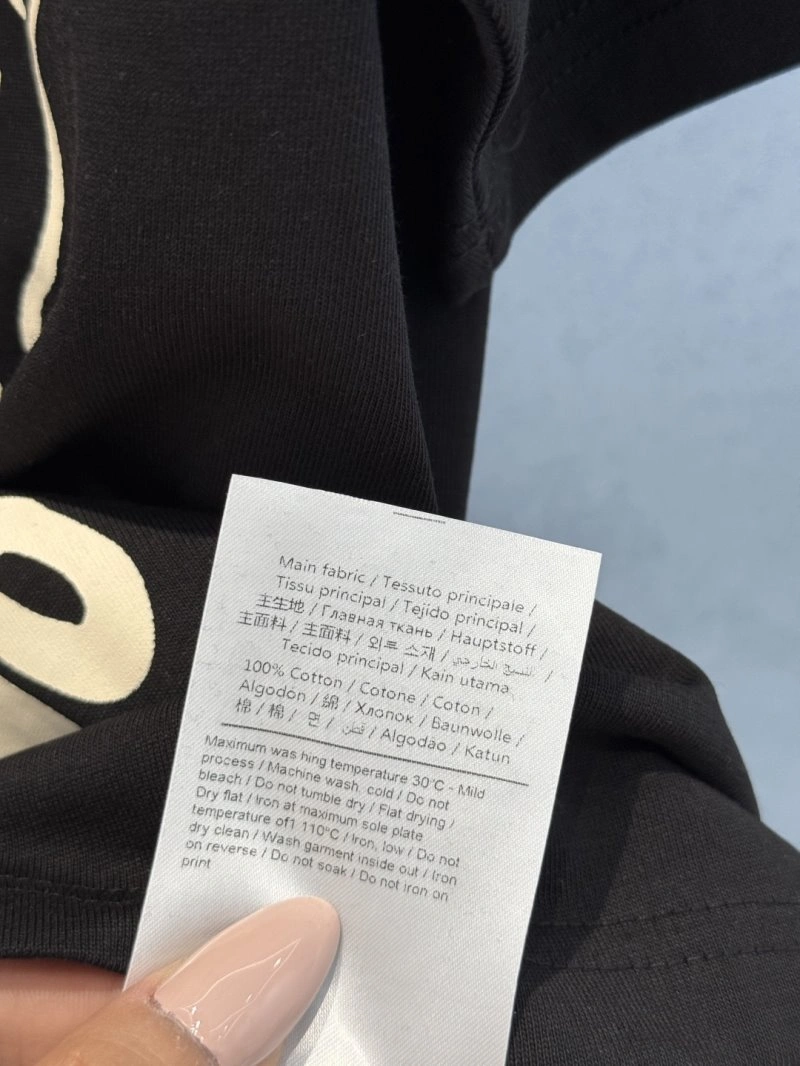 Main fabric / Tessuto principale /
Tissu principal / Tejido principal /
主生地 / Главная ткань / Hauptstoff /
主面料 / 主面料 / 외투 소재 / النسيج الخارجي /
Tecido principal / Kain utama
100% Cotton / Cotone / Coton /
Algodón / 綿 / Хлопок / Baunwolle /
棉 / 棉 / 면 / قطن / Algodão / Katun
Maximum was hing temperature 30°C - Mild
process / Machine wash, cold / Do not
bleach / Do not tumble dry / Flat drying /
Dry flat / Iron at maximum sole plate
temperature of1 110°C / Iron, low / Do not
dry clean / Wash garment inside out / Iron
on reverse / Do not soak / Do not iron on
print